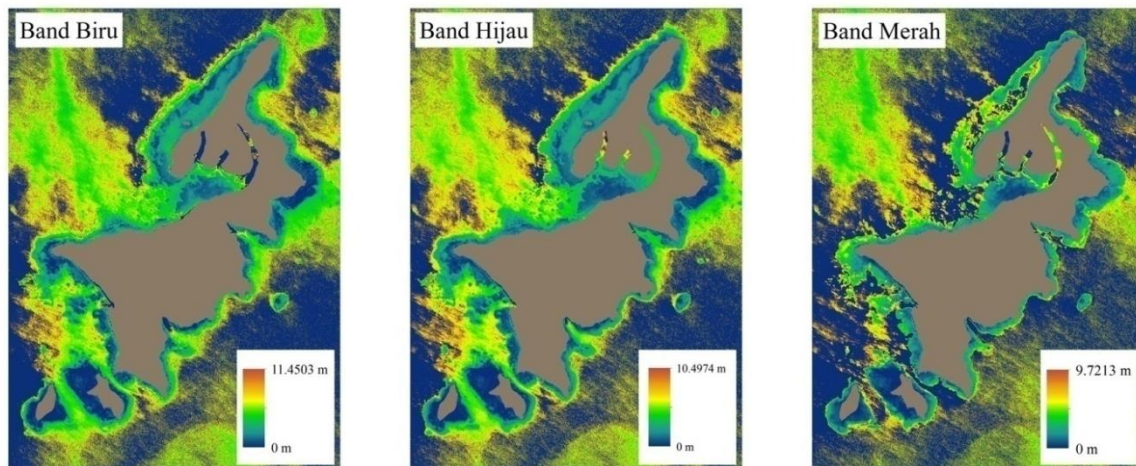 Band Biru
11.4503 m
0 m
Band Hijau
10.4974 m
0 m
Band Merah
9.7213 m
0 m